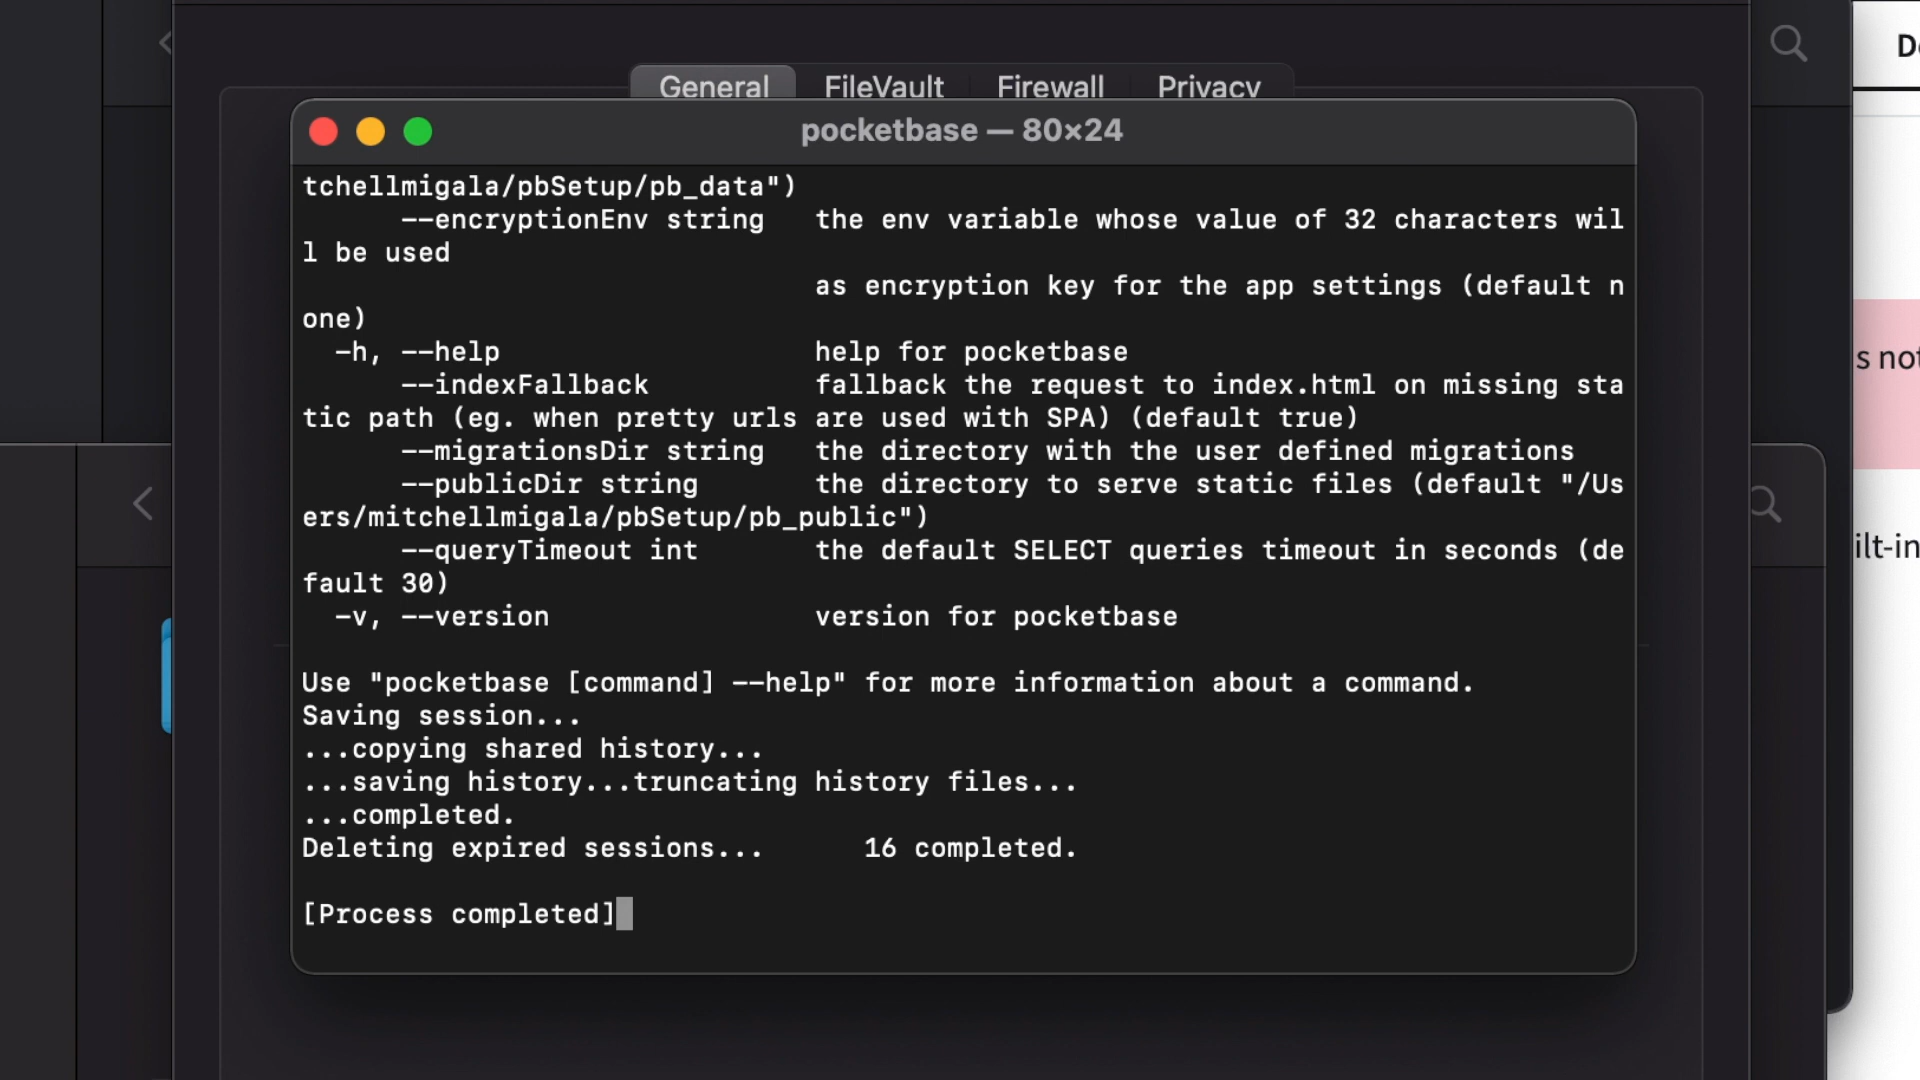 General FileVault Firewall Privacy
pocketbase — 80×24
tchellmigala/pbSetup/pb_data")
--encryptionEnv string the env variable whose value of 32 characters wil
l be used
as encryption key for the app settings (default n
one)
-h, --help help for pocketbase
--indexFallback fallback the request to index.html on missing sta
tic path (eg. when pretty urls are used with SPA) (default true)
--migrationsDir string the directory with the user defined migrations
--publicDir string the directory to serve static files (default "/Us
ers/mitchellmigala/pbSetup/pb_public")
--queryTimeout int the default SELECT queries timeout in seconds (de
fault 30)
-v, --version version for pocketbase
Use "pocketbase [command] --help" for more information about a command.
Saving session...
...copying shared history...
...saving history...truncating history files...
...completed.
Deleting expired sessions... 16 completed.
[Process completed]
s not
ilt-in